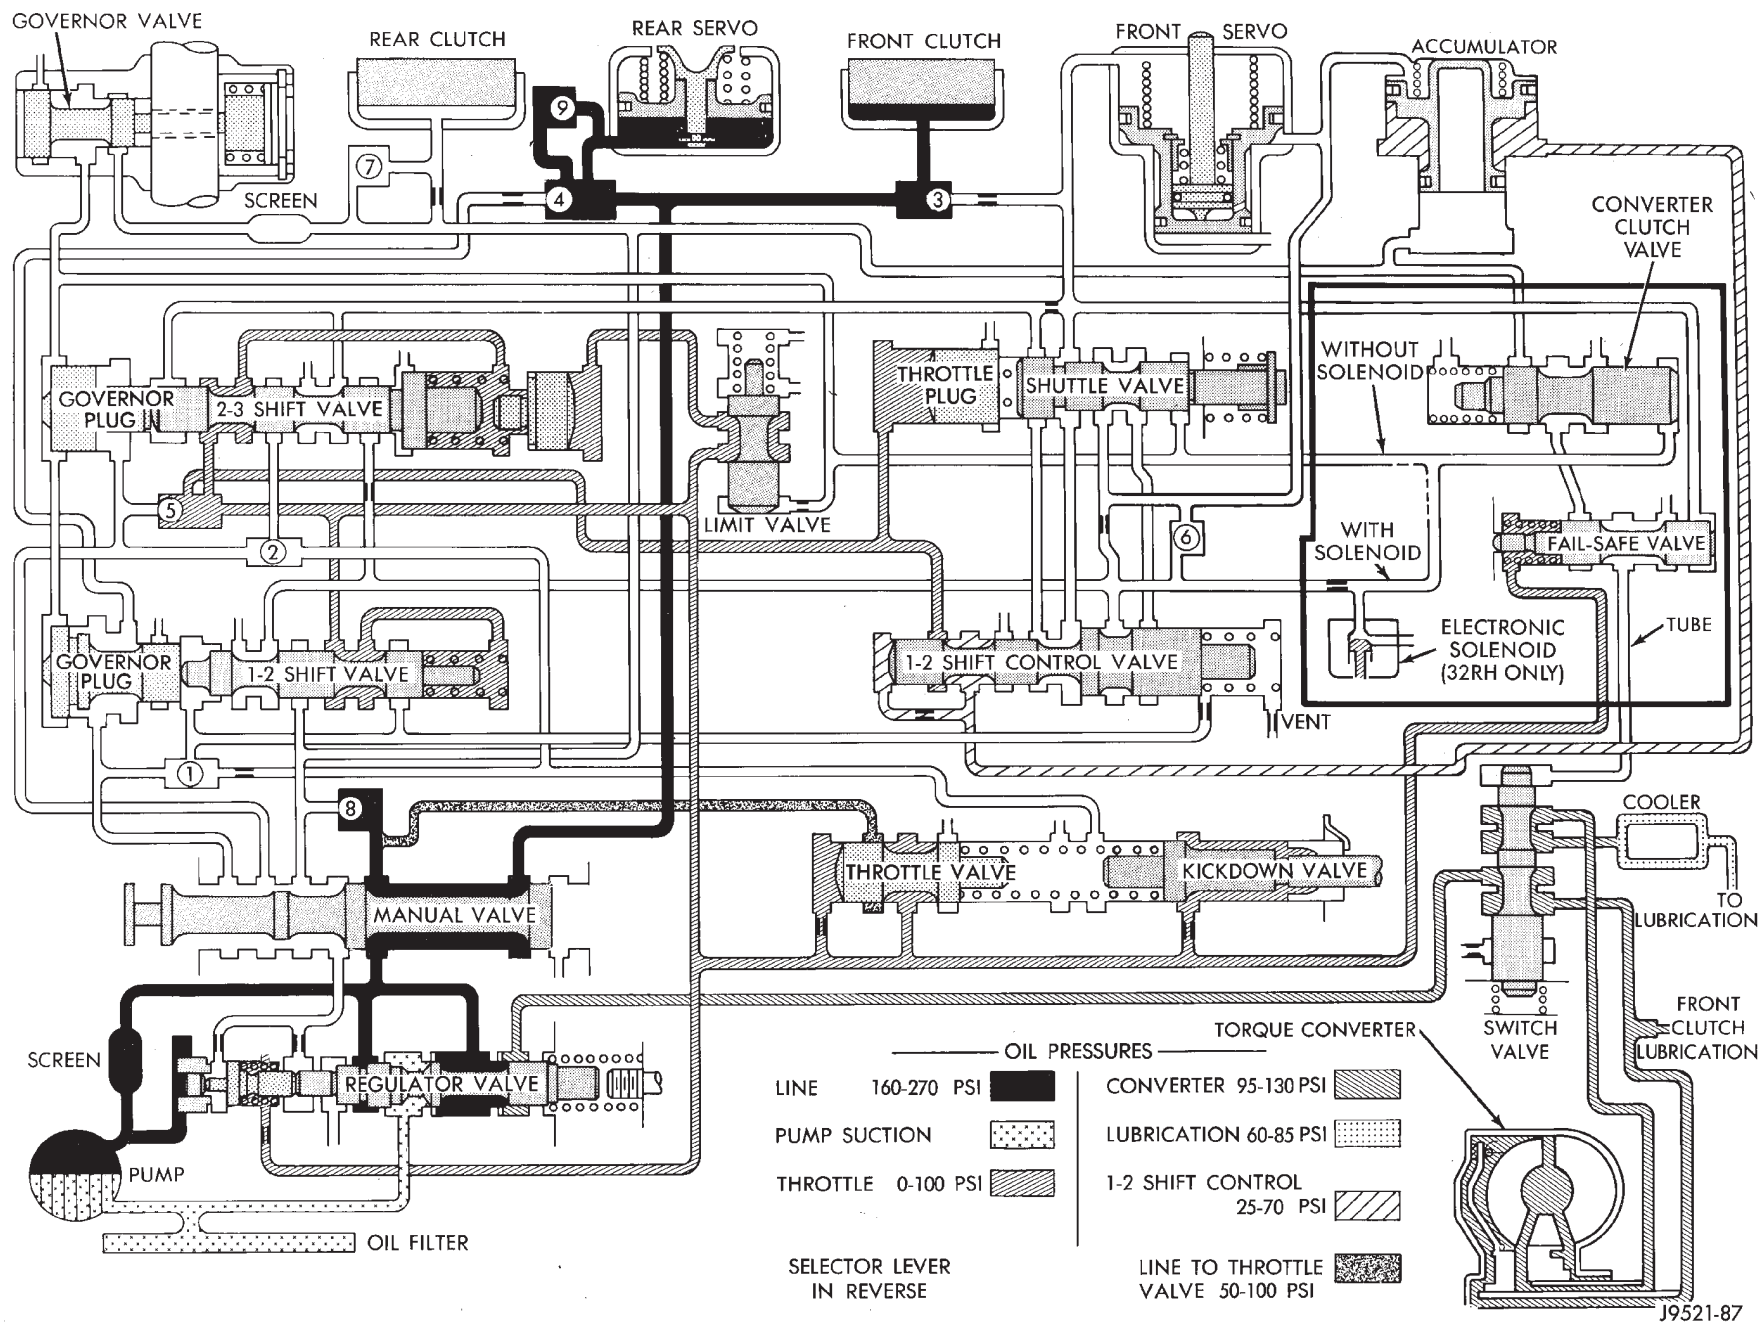 GOVERNOR VALVE
REAR CLUTCH
REAR SERVO
FRONT CLUTCH
FRONT SERVO
ACCUMULATOR
9
7
SCREEN
4
3
CONVERTER
CLUTCH
VALVE
GOVERNOR
PLUG
2-3 SHIFT VALVE
THROTTLE
PLUG
SHUTTLE VALVE
WITHOUT
SOLENOID
5
LIMIT VALVE
2
6
WITH
SOLENOID
FAIL-SAFE VALVE
GOVERNOR
PLUG
1-2 SHIFT VALVE
1-2 SHIFT CONTROL VALVE
ELECTRONIC
SOLENOID
(32RH ONLY)
TUBE
VENT
1
8
COOLER
THROTTLE VALVE
KICKDOWN VALVE
MANUAL VALVE
TO
LUBRICATION
SCREEN
REGULATOR VALVE
TORQUE CONVERTER
SWITCH
VALVE
FRONT
CLUTCH
LUBRICATION
PUMP
OIL FILTER
OIL PRESSURES
LINE 160-270 PSI
PUMP SUCTION
THROTTLE 0-100 PSI
CONVERTER 95-130 PSI
LUBRICATION 60-85 PSI
1-2 SHIFT CONTROL
25-70 PSI
SELECTOR LEVER
IN REVERSE
LINE TO THROTTLE
VALVE 50-100 PSI
J9521-87